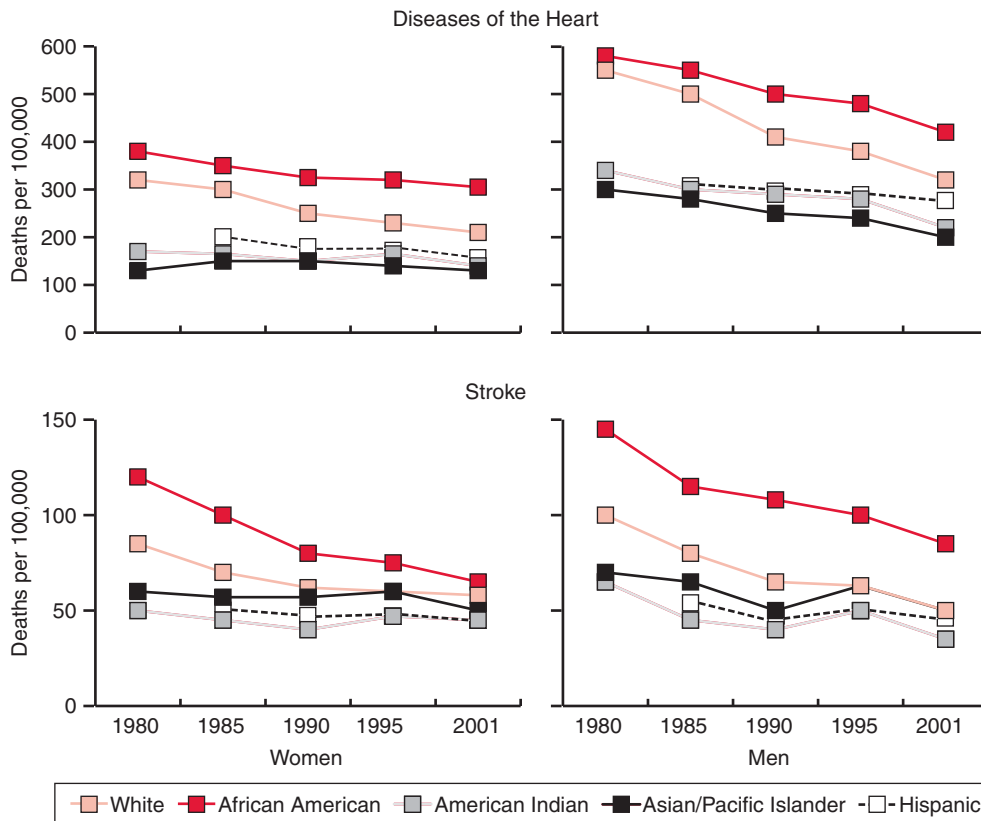 Diseases of the Heart
Deaths per 100,000
600
500
400
300
200
100
0
Stroke
Deaths per 100,000
150
100
50
0
1980 1985 1990 1995 2001
Women
1980 1985 1990 1995 2001
Men
White African American American Indian Asian/Pacific Islander Hispanic